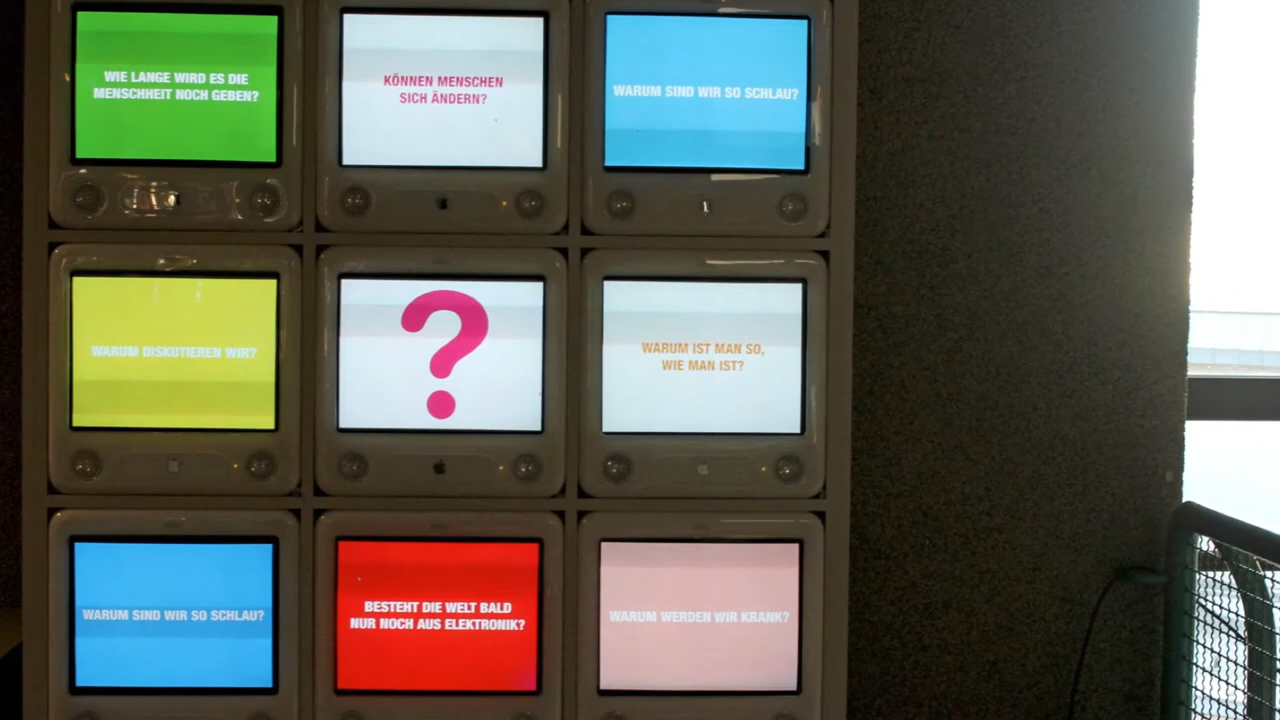 WIE LANGE WIRD ES DIE
MENSCHHEIT NOCH GEBEN?
KÖNNEN MENSCHEN
SICH ÄNDERN?
WARUM SIND WIR SO SCHLAU?
WARUM DISKUTIEREN WIR?
?
WARUM IST MAN SO,
WIE MAN IST?
WARUM SIND WIR SO SCHLAU?
BESTEHT DIE WELT BALD
NUR NOCH AUS ELEKTRONIK?
WARUM WERDEN WIR KRANK?